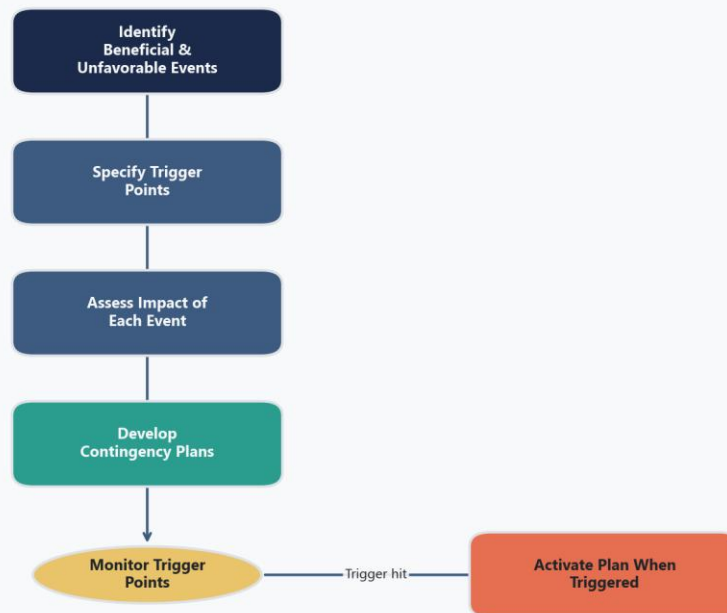 Identify
Beneficial &
Unfavorable Events
Specify Trigger
Points
Assess Impact of
Each Event
Develop
Contingency Plans
Monitor Trigger
Points
Trigger hit
Activate Plan When
Triggered